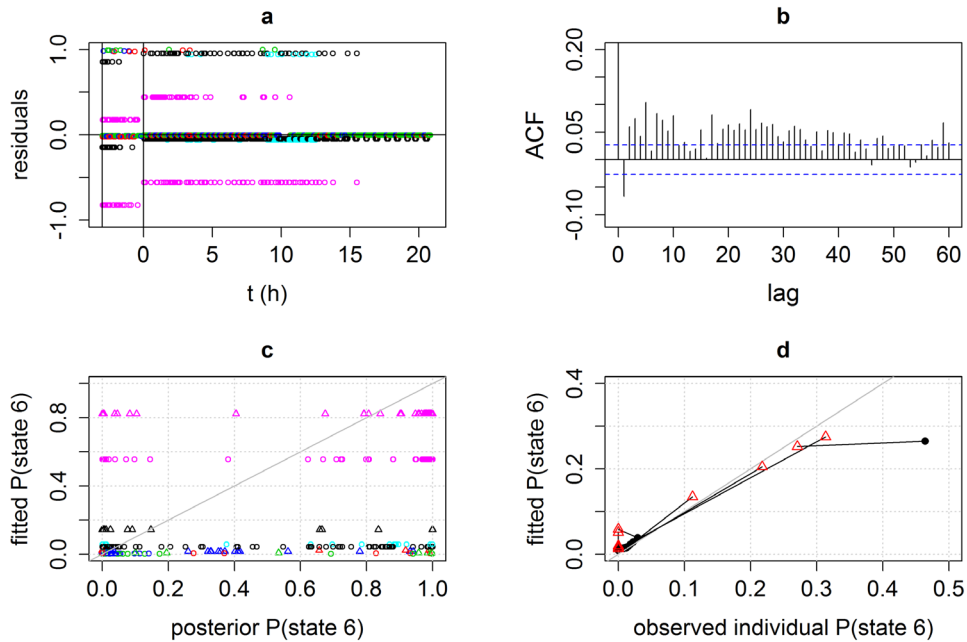 a
residuals
-1.0 0.0 1.0
0 5 10 15 20
t (h)
b
ACF
-0.10 0.05 0.20
0 10 20 30 40 50 60
lag
c
fitted P(state 6)
0.0 0.4 0.8
0.0 0.2 0.4 0.6 0.8 1.0
posterior P(state 6)
d
fitted P(state 6)
0.0 0.2 0.4
0.0 0.1 0.2 0.3 0.4 0.5
observed individual P(state 6)